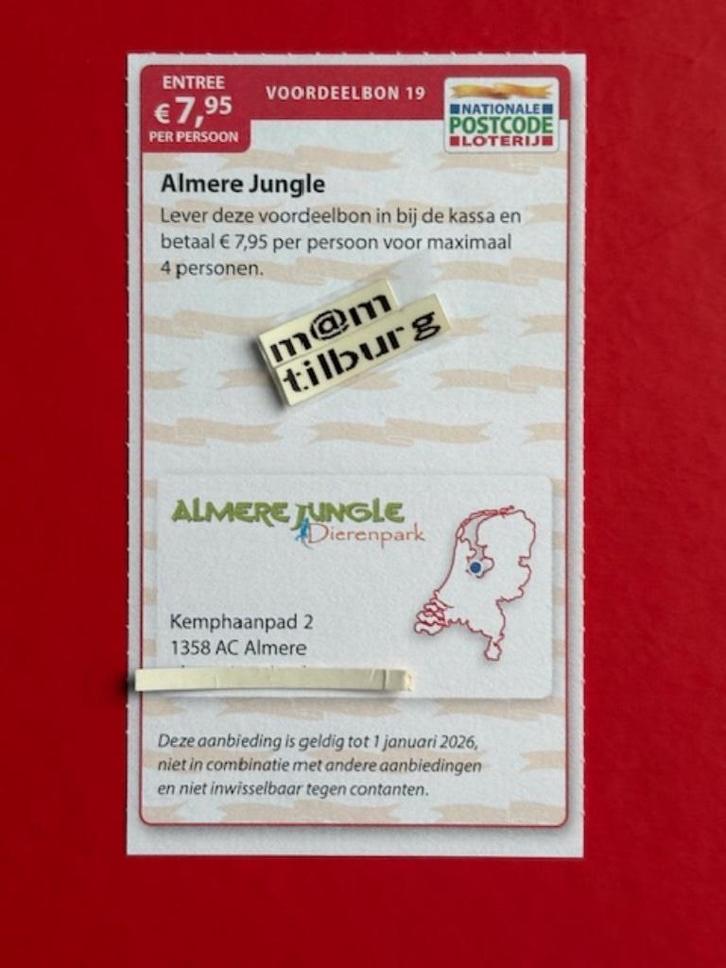 ENTREE
€ 7,95
PER PERSOON
VOORDEELBON 19
NATIONALE
POSTCODE
LOTERIJ
Almere Jungle
Lever deze voordeelbon in bij de kassa en
betaal € 7,95 per persoon voor maximaal
4 personen.
m@m
tilburg
ALMERE JUNGLE
Dierenpark
Kemphaanpad 2
1358 AC Almere
Deze aanbieding is geldig tot 1 januari 2026,
niet in combinatie met andere aanbiedingen
en niet inwisselbaar tegen contanten.